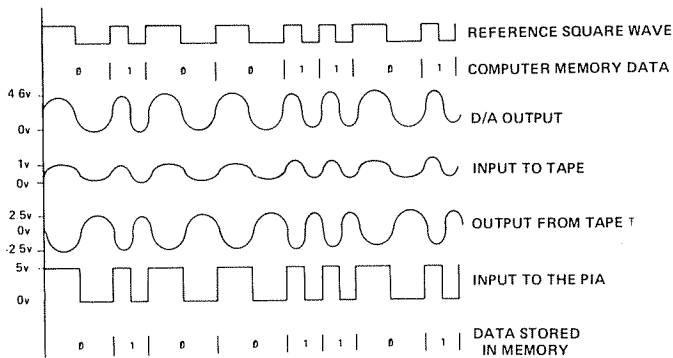 REFERENCE SQUARE WAVE
0 | 1 | 0 | 0 | 1 | 1 | 0 | 1 | COMPUTER MEMORY DATA
4 6v
0v
D/A OUTPUT
1v
0v
INPUT TO TAPE
2.5v
0v
-2 5v
OUTPUT FROM TAPE T
5v
0v
INPUT TO THE PIA
0 | 1 | 0 | 0 | 1 | 1 | 0 | 1 | DATA STORED
IN MEMORY